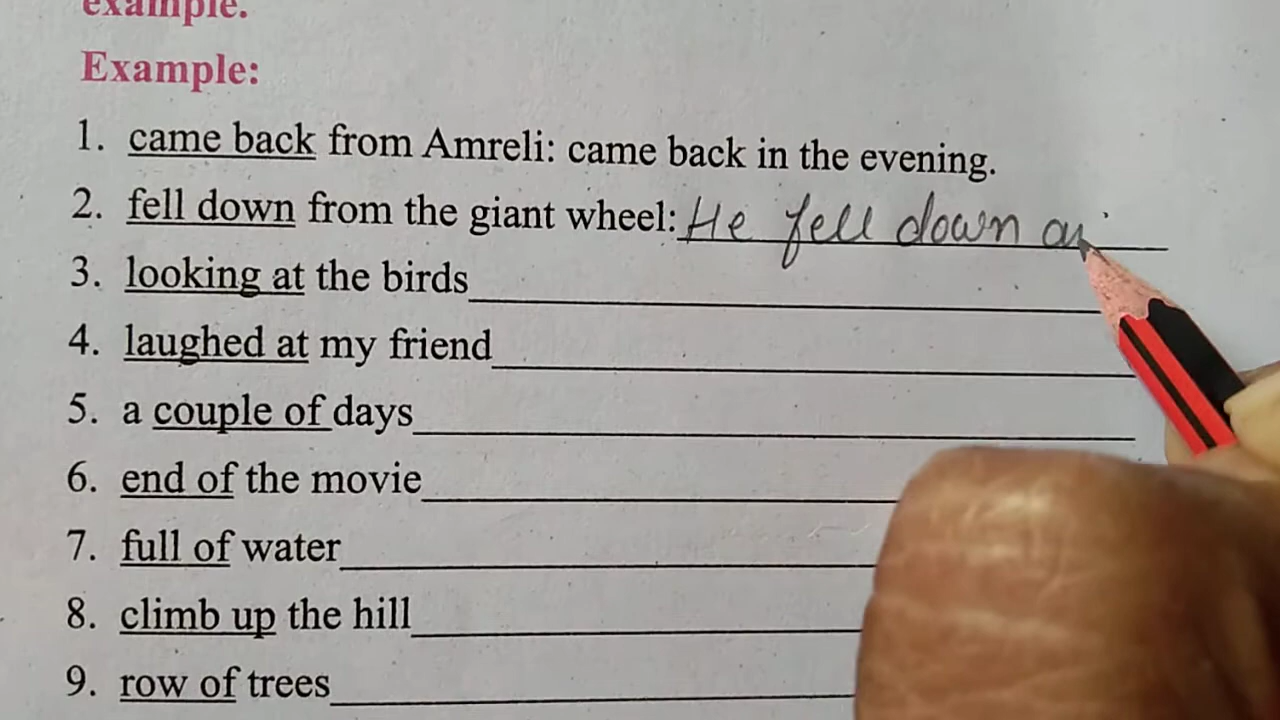 example.
Example:
1. came back from Amreli: came back in the evening.
2. fell down from the giant wheel: He fell down
3. looking at the birds
4. laughed at my friend
5. a couple of days
6. end of the movie
7. full of water
8. climb up the hill
9. row of trees